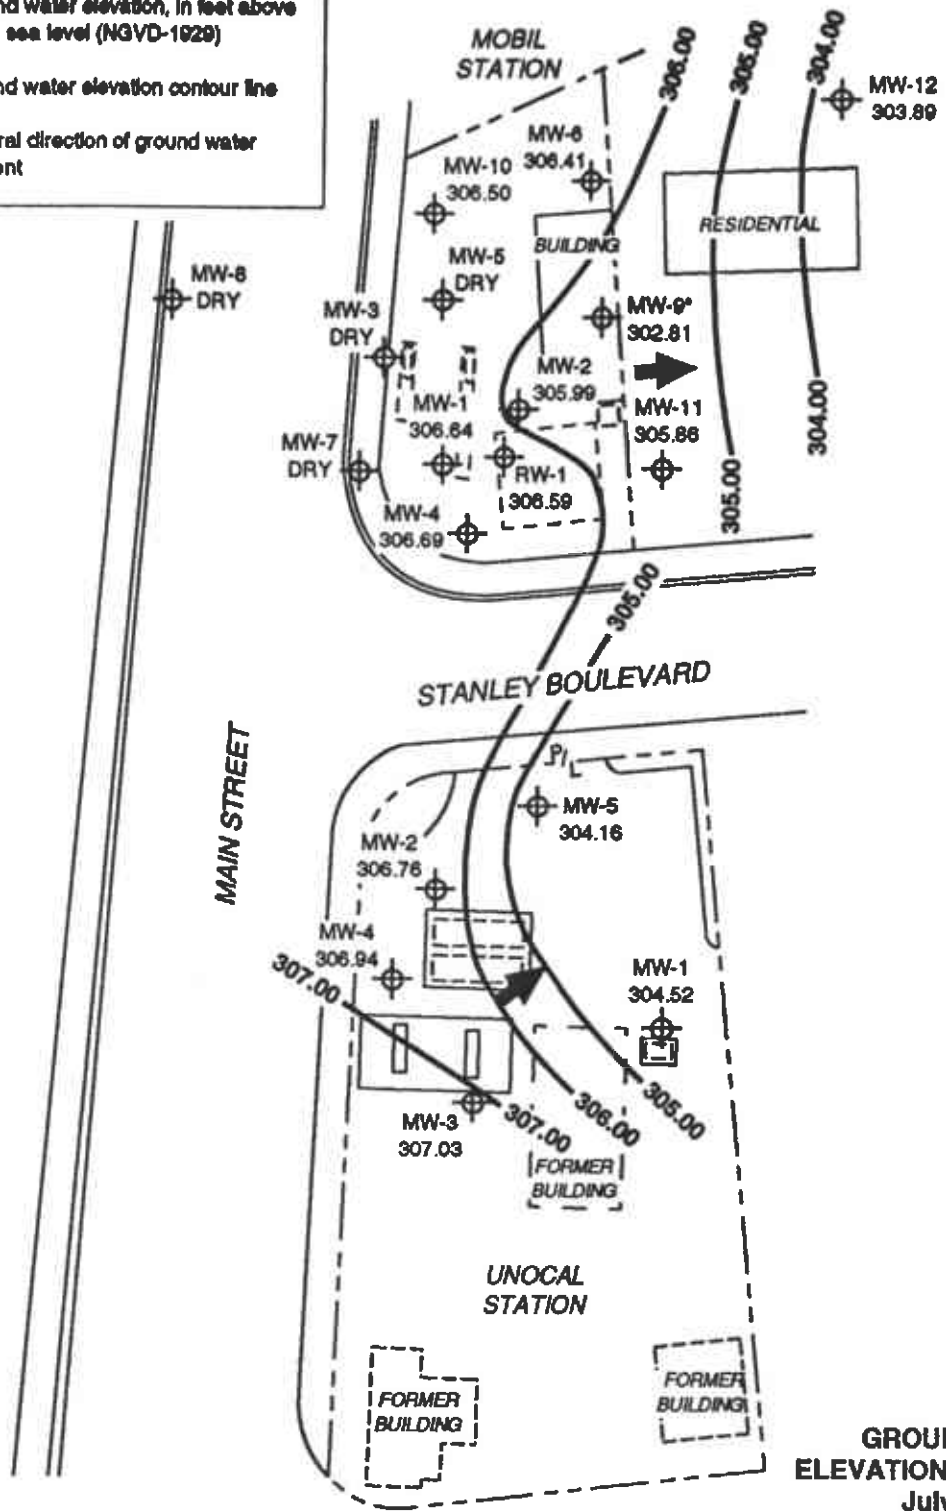 water elevation, in feet above
sea level (NGVD-1929)
water elevation contour line
direction of ground water
MOBIL
STATION
306.00
305.00
304.00
MW-12
303.89
MW-6
306.41
MW-10
306.50
RESIDENTIAL
BUILDING
MW-5
DRY
MW-8
DRY
MW-3
DRY
MW-9*
302.81
MW-2
305.99
MW-1
306.64
MW-11
305.86
304.00
MW-7
DRY
RW-1
306.59
305.00
MW-4
306.69
305.00
STANLEY BOULEVARD
MAIN STREET
P/L
MW-5
304.16
MW-2
306.76
MW-4
306.94
307.00
MW-1
304.52
MW-3
307.03
307.00
306.00
305.00
FORMER
BUILDING
UNOCAL
STATION
FORMER
BUILDING
FORMER
BUILDING
ELEVATION
July